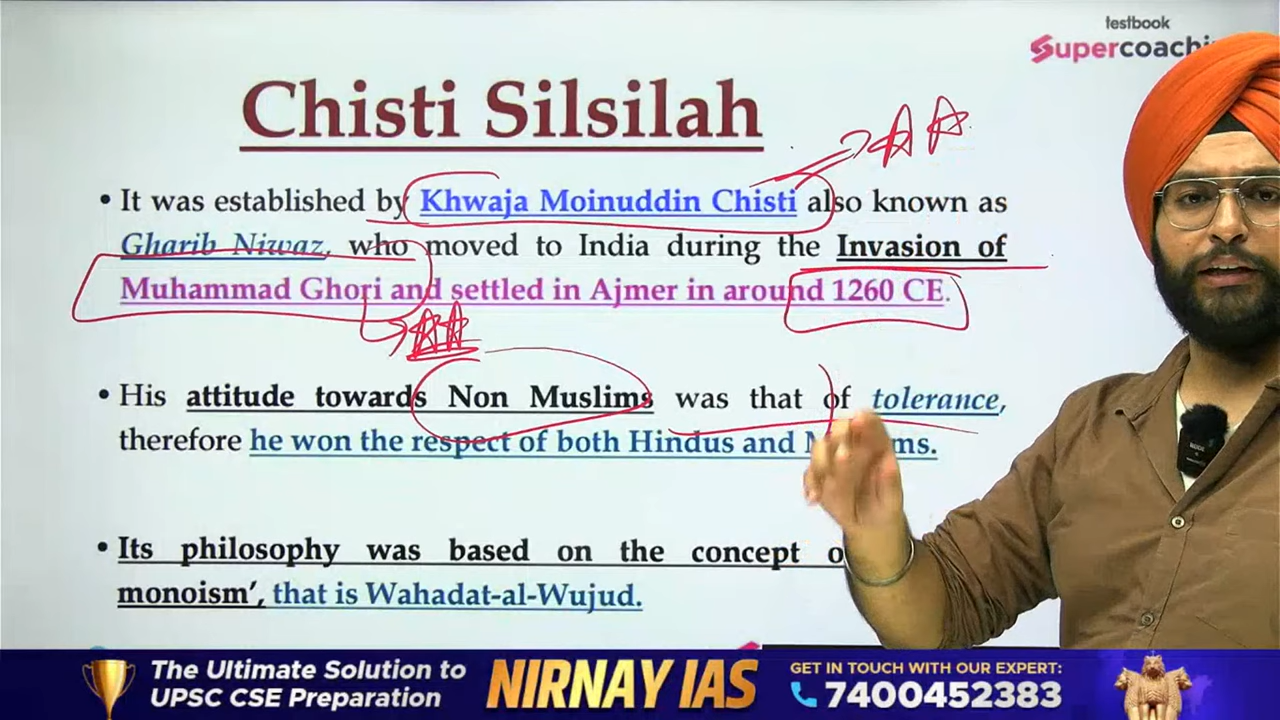 testbook
Supercoachi
Chisti Silsilah
• It was established by Khwaja Moinuddin Chisti also known as
Gharib Niwaz, who moved to India during the Invasion of
Muhammad Ghori and settled in Ajmer in around 1260 CE.
• His attitude towards Non Muslims was that of tolerance,
therefore he won the respect of both Hindus and
• Its philosophy was based on the concept
monoism’, that is Wahadat-al-Wujud.
The Ultimate Solution to
UPSC CSE Preparation
NIRNAY IAS
GET IN TOUCH WITH OUR EXPERT:
7400452383